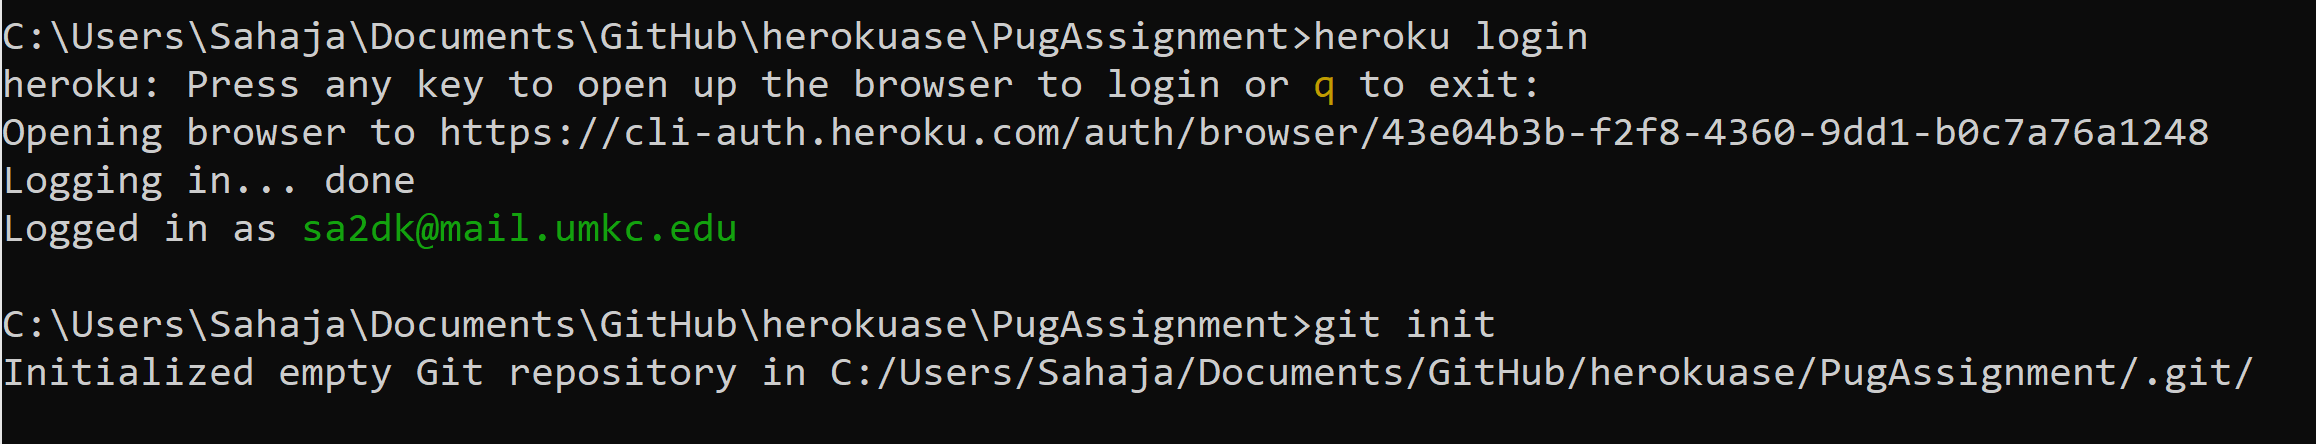 C:\Users\Sahaja\Documents\GitHub\herokuase\PugAssignment>heroku login
heroku: Press any key to open up the browser to login or q to exit:
Opening browser to https://cli-auth.heroku.com/auth/browser/43e04b3b-f2f8-4360-9dd1-b0c7a76a1248
Logging in... done
Logged in as sa2dk@mail.umkc.edu
C:\Users\Sahaja\Documents\GitHub\herokuase\PugAssignment>git init
Initialized empty Git repository in C:/Users/Sahaja/Documents/GitHub/herokuase/PugAssignment/.git/